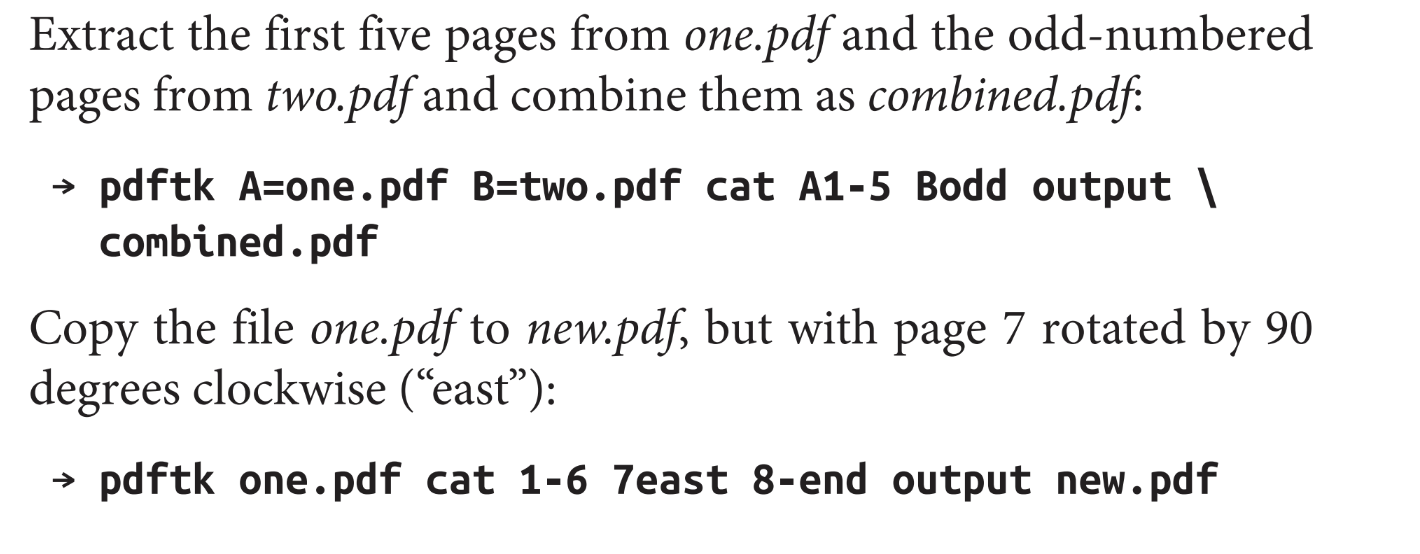 Extract the first five pages from one.pdf and the odd-numbered
pages from two.pdf and combine them as combined.pdf:
→ pdftk A=one.pdf B=two.pdf cat A1-5 Bodd output \
combined.pdf
Copy the file one.pdf to new.pdf, but with page 7 rotated by 90
degrees clockwise (“east”):
→ pdftk one.pdf cat 1-6 7east 8-end output new.pdf